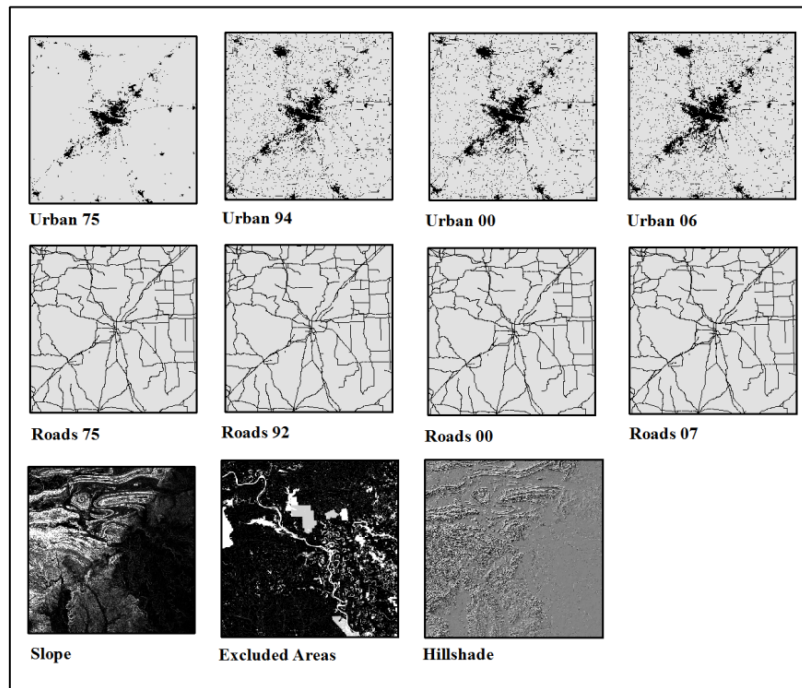 Urban 75
Urban 94
Urban 00
Urban 06
Roads 75
Roads 92
Roads 00
Roads 07
Slope
Excluded Areas
Hillshade